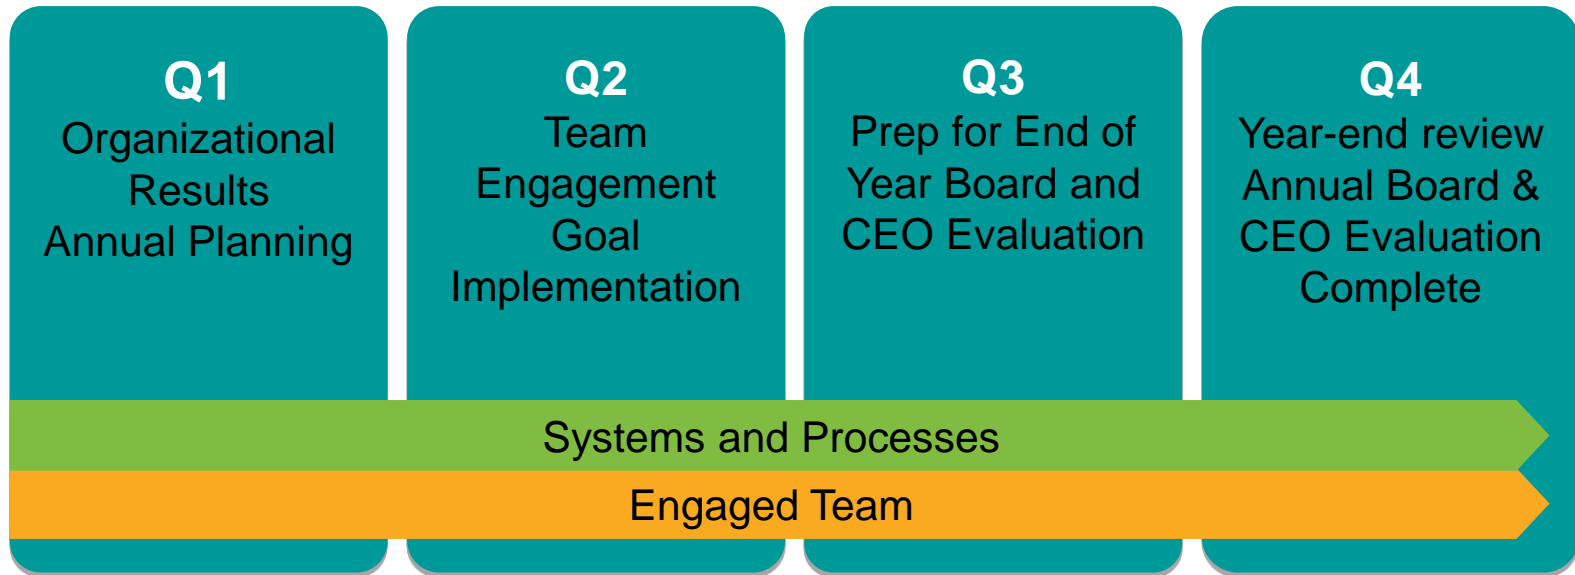 Q1
Organizational
Results
Annual Planning
Q2
Team
Engagement
Goal
Implementation
Q3
Prep for End of
Year Board and
CEO Evaluation
Q4
Year-end review
Annual Board &
CEO Evaluation
Complete
Systems and Processes
Engaged Team